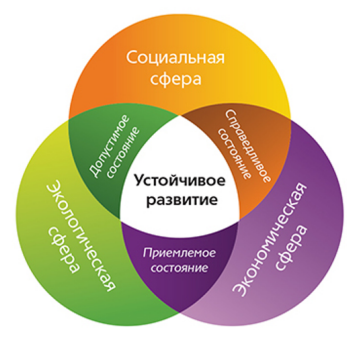 Социальная
сфера
Допустимое
состояние
Справедливое
состояние
Устойчивое
развитие
Экологическая
сфера
Экономическая
сфера
Приемлемое
состояние